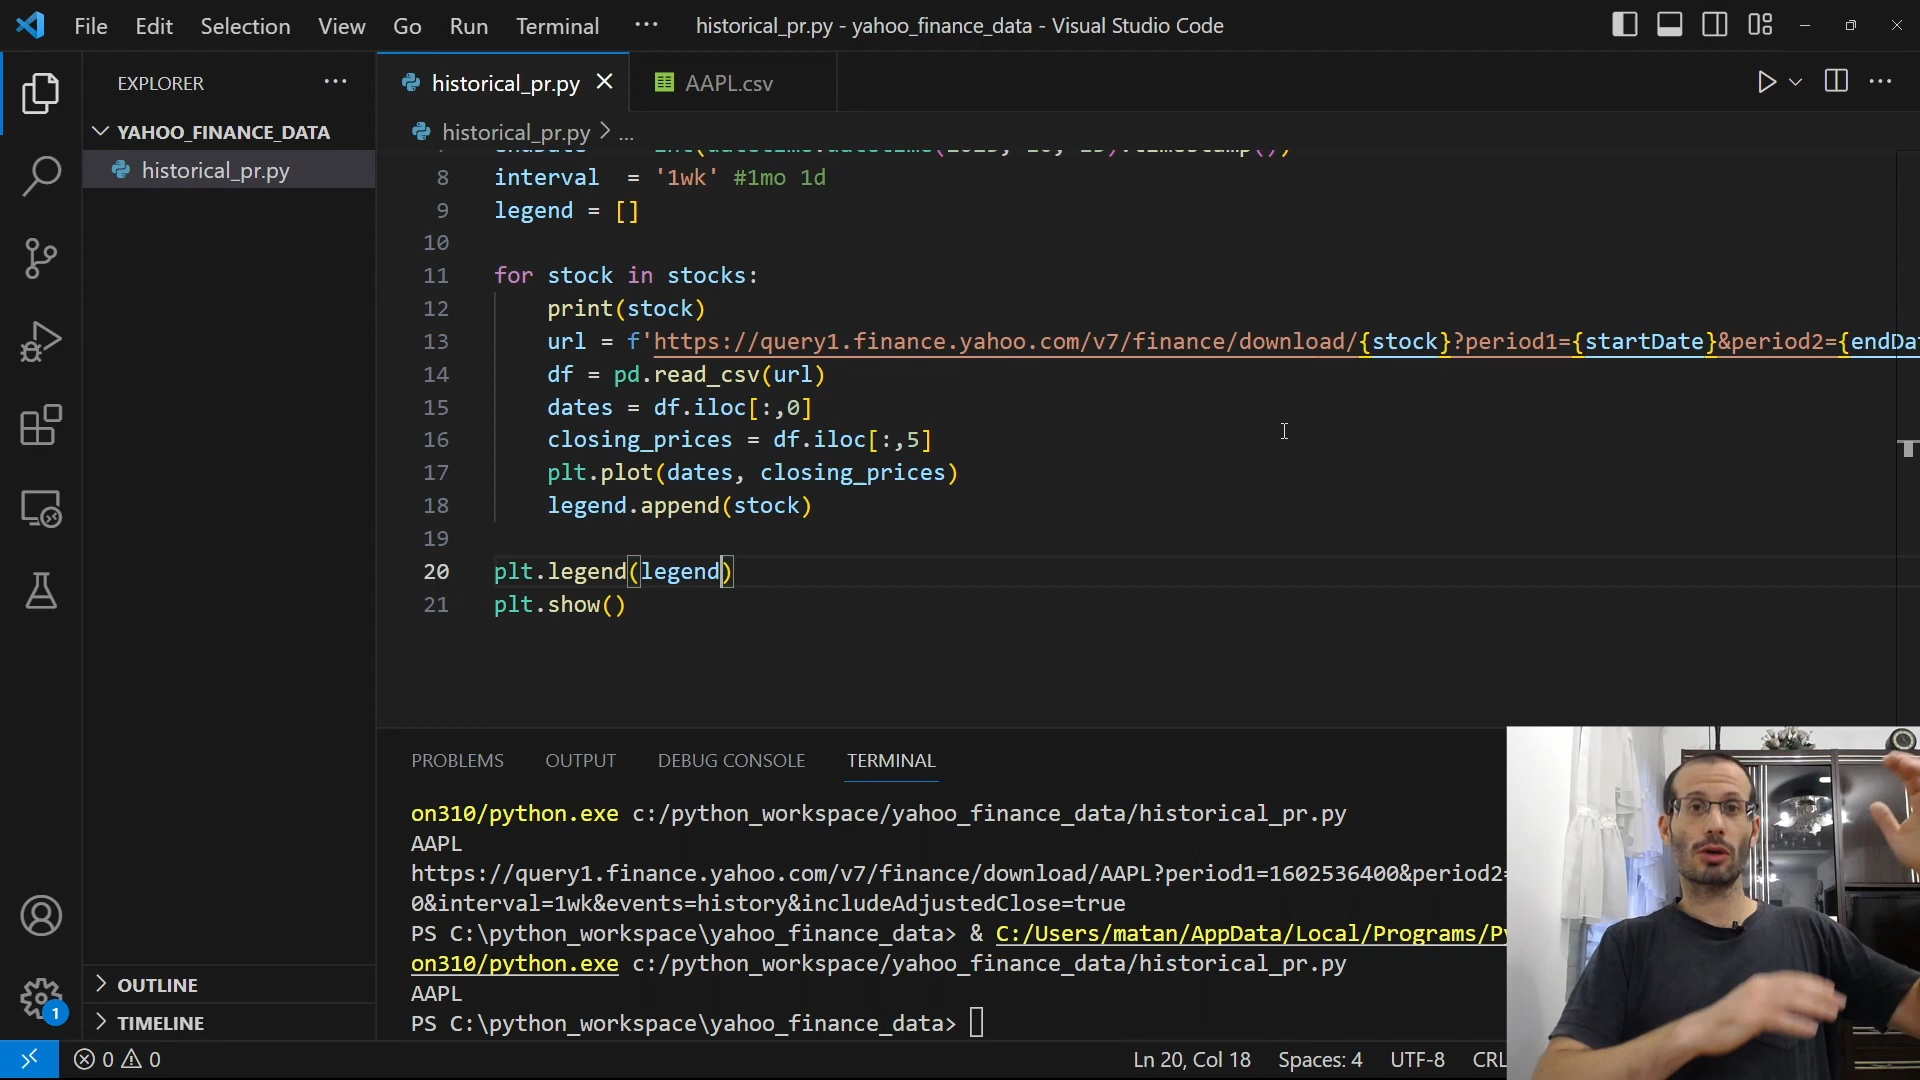 File Edit Selection View Go Run Terminal ··· historical_pr.py - yahoo_finance_data - Visual Studio Code
EXPLORER ···
historical_pr.py
AAPL.csv
YAHOO_FINANCE_DATA
historical_pr.py > ...
historical_pr.py
8 interval = '1wk' #1mo 1d
9 legend = []
10
11 for stock in stocks:
12 print(stock)
13 url = f'https://query1.finance.yahoo.com/v7/finance/download/{stock}?period1={startDate}&period2={endDa
14 df = pd.read_csv(url)
15 dates = df.iloc[:,0]
16 closing_prices = df.iloc[:,5]
17 plt.plot(dates, closing_prices)
18 legend.append(stock)
19
20 plt.legend(legend)
21 plt.show()
PROBLEMS OUTPUT DEBUG CONSOLE TERMINAL
on310/python.exe c:/python_workspace/yahoo_finance_data/historical_pr.py
AAPL
https://query1.finance.yahoo.com/v7/finance/download/AAPL?period1=1602536400&period2=
0&interval=1wk&events=history&includeAdjustedClose=true
PS C:\python_workspace\yahoo_finance_data> & C:/Users/matan/AppData/Local/Programs/Py
on310/python.exe c:/python_workspace/yahoo_finance_data/historical_pr.py
AAPL
PS C:\python_workspace\yahoo_finance_data>
OUTLINE
TIMELINE
1
0 0
Ln 20, Col 18 Spaces: 4 UTF-8 CRL